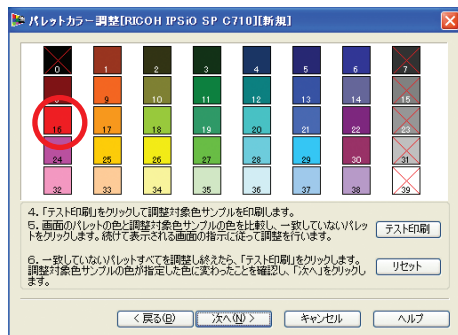 パレットカラー調整[RICOH IPSiO SP C710][新規]
0 1 2 3 4 5 6 7
8 9 10 11 12 13 14 15
16 17 18 19 20 21 22 23
24 25 26 27 28 29 30 31
32 33 34 35 36 37 38 39
4.「テスト印刷」をクリックして調整対象色サンプルを印刷します。
5. 画面のパレットの色と調整対象色サンプルの色を比較し、一致していないパレッ
トをクリックします。続けて表示される画面の指示に従って調整を行います。
テスト印刷
6. 一致していないパレットすべてを調整し終えたら、「テスト印刷」をクリックします。
調整対象色サンプルの色が指定した色に変わったことを確認し、「次へ」をクリックし
ます。
リセット
< 戻る(B) 次へ(N) > キャンセル ヘルプ